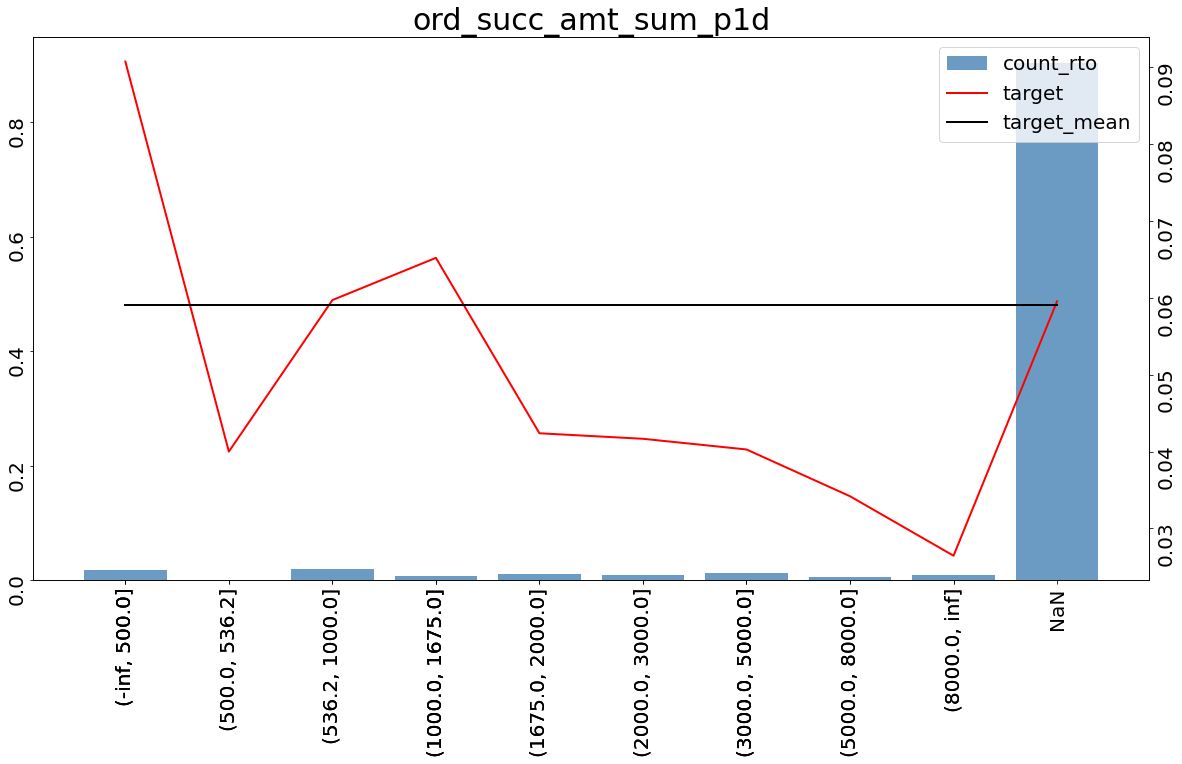 ord_succ_amt_sum_p1d
count_rto
target
target_mean
0.8
0.6
0.4
0.2
0.0
0.09
0.08
0.07
0.06
0.05
0.04
0.03
(-inf, 500.0]
(500.0, 536.2]
(536.2, 1000.0]
(1000.0, 1675.0]
(1675.0, 2000.0]
(2000.0, 3000.0]
(3000.0, 5000.0]
(5000.0, 8000.0]
(8000.0, inf]
NaN